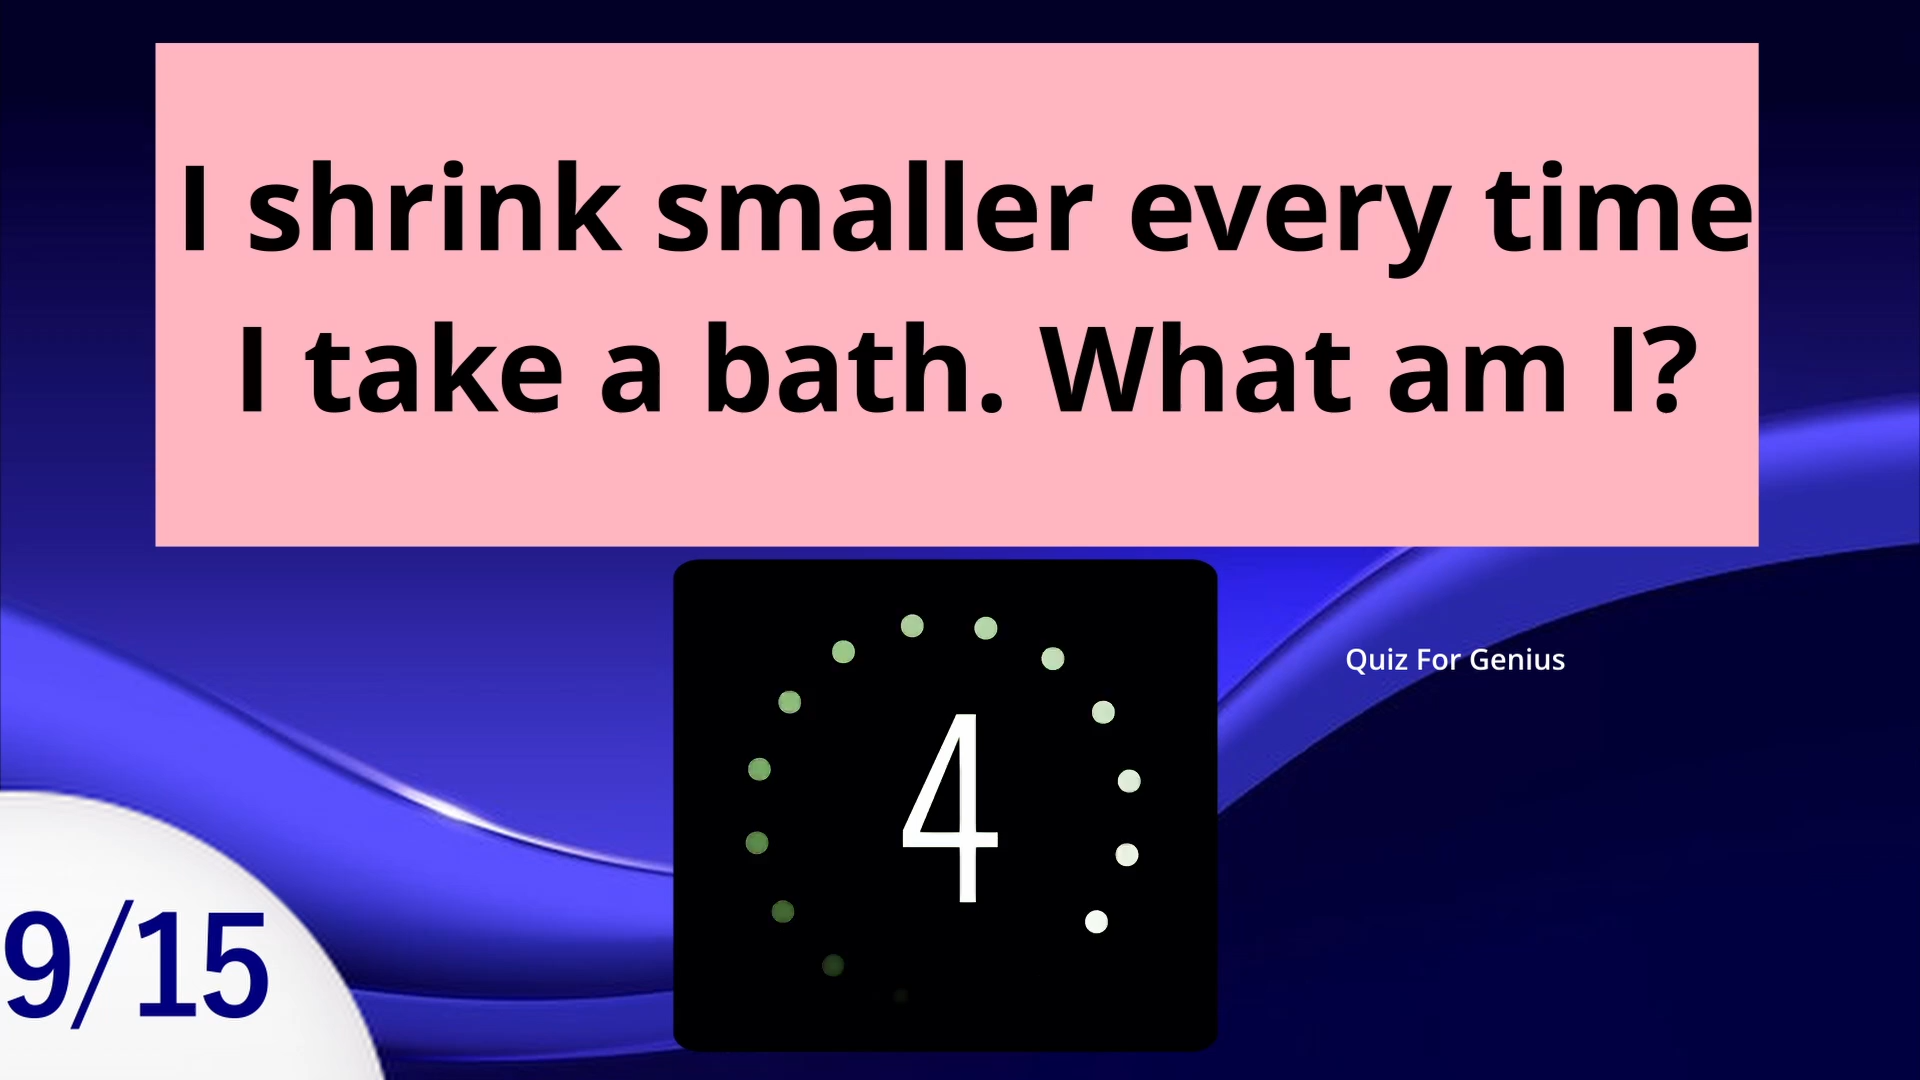 I shrink smaller every time
I take a bath. What am I?
4
Quiz For Genius
9/15